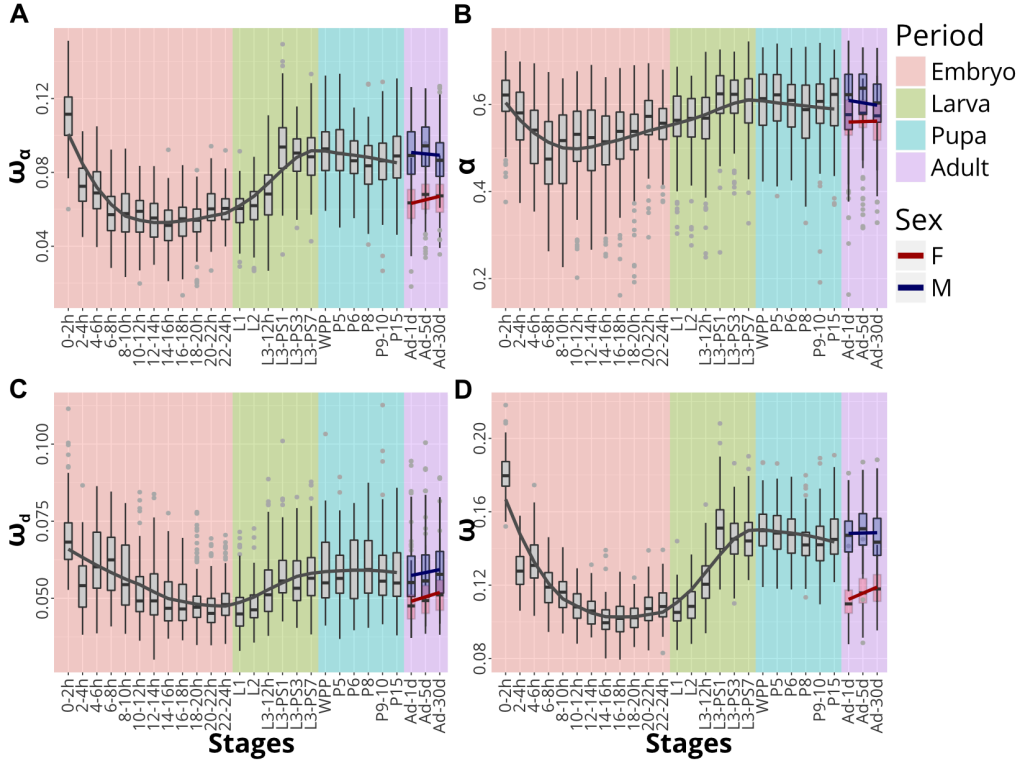 A
B
0.12
0.08
0.04
ωα
0-2h
2-4h
4-6h
6-8h
8-10h
10-12h
12-14h
14-16h
16-18h
18-20h
20-22h
22-24h
L1
L2
L3-12h
L3-PS1
L3-PS3
L3-PS7
WPP
P5
P6
P8
P9-10
P15
Ad-1d
Ad-5d
Ad-30d
0.6
0.4
0.2
α
0-2h
2-4h
4-6h
6-8h
8-10h
10-12h
12-14h
14-16h
16-18h
18-20h
20-22h
22-24h
L1
L2
L3-12h
L3-PS1
L3-PS3
L3-PS7
WPP
P5
P6
P8
P9-10
P15
Ad-1d
Ad-5d
Ad-30d
Period
Embryo
Larva
Pupa
Adult
Sex
F
M
C
D
0.100
0.075
0.050
ωd
0-2h
2-4h
4-6h
6-8h
8-10h
10-12h
12-14h
14-16h
16-18h
18-20h
20-22h
22-24h
L1
L2
L3-12h
L3-PS1
L3-PS3
L3-PS7
WPP
P5
P6
P8
P9-10
P15
Ad-1d
Ad-5d
Ad-30d
Stages
0.20
0.16
0.12
0.08
ω
0-2h
2-4h
4-6h
6-8h
8-10h
10-12h
12-14h
14-16h
16-18h
18-20h
20-22h
22-24h
L1
L2
L3-12h
L3-PS1
L3-PS3
L3-PS7
WPP
P5
P6
P8
P9-10
P15
Ad-1d
Ad-5d
Ad-30d
Stages